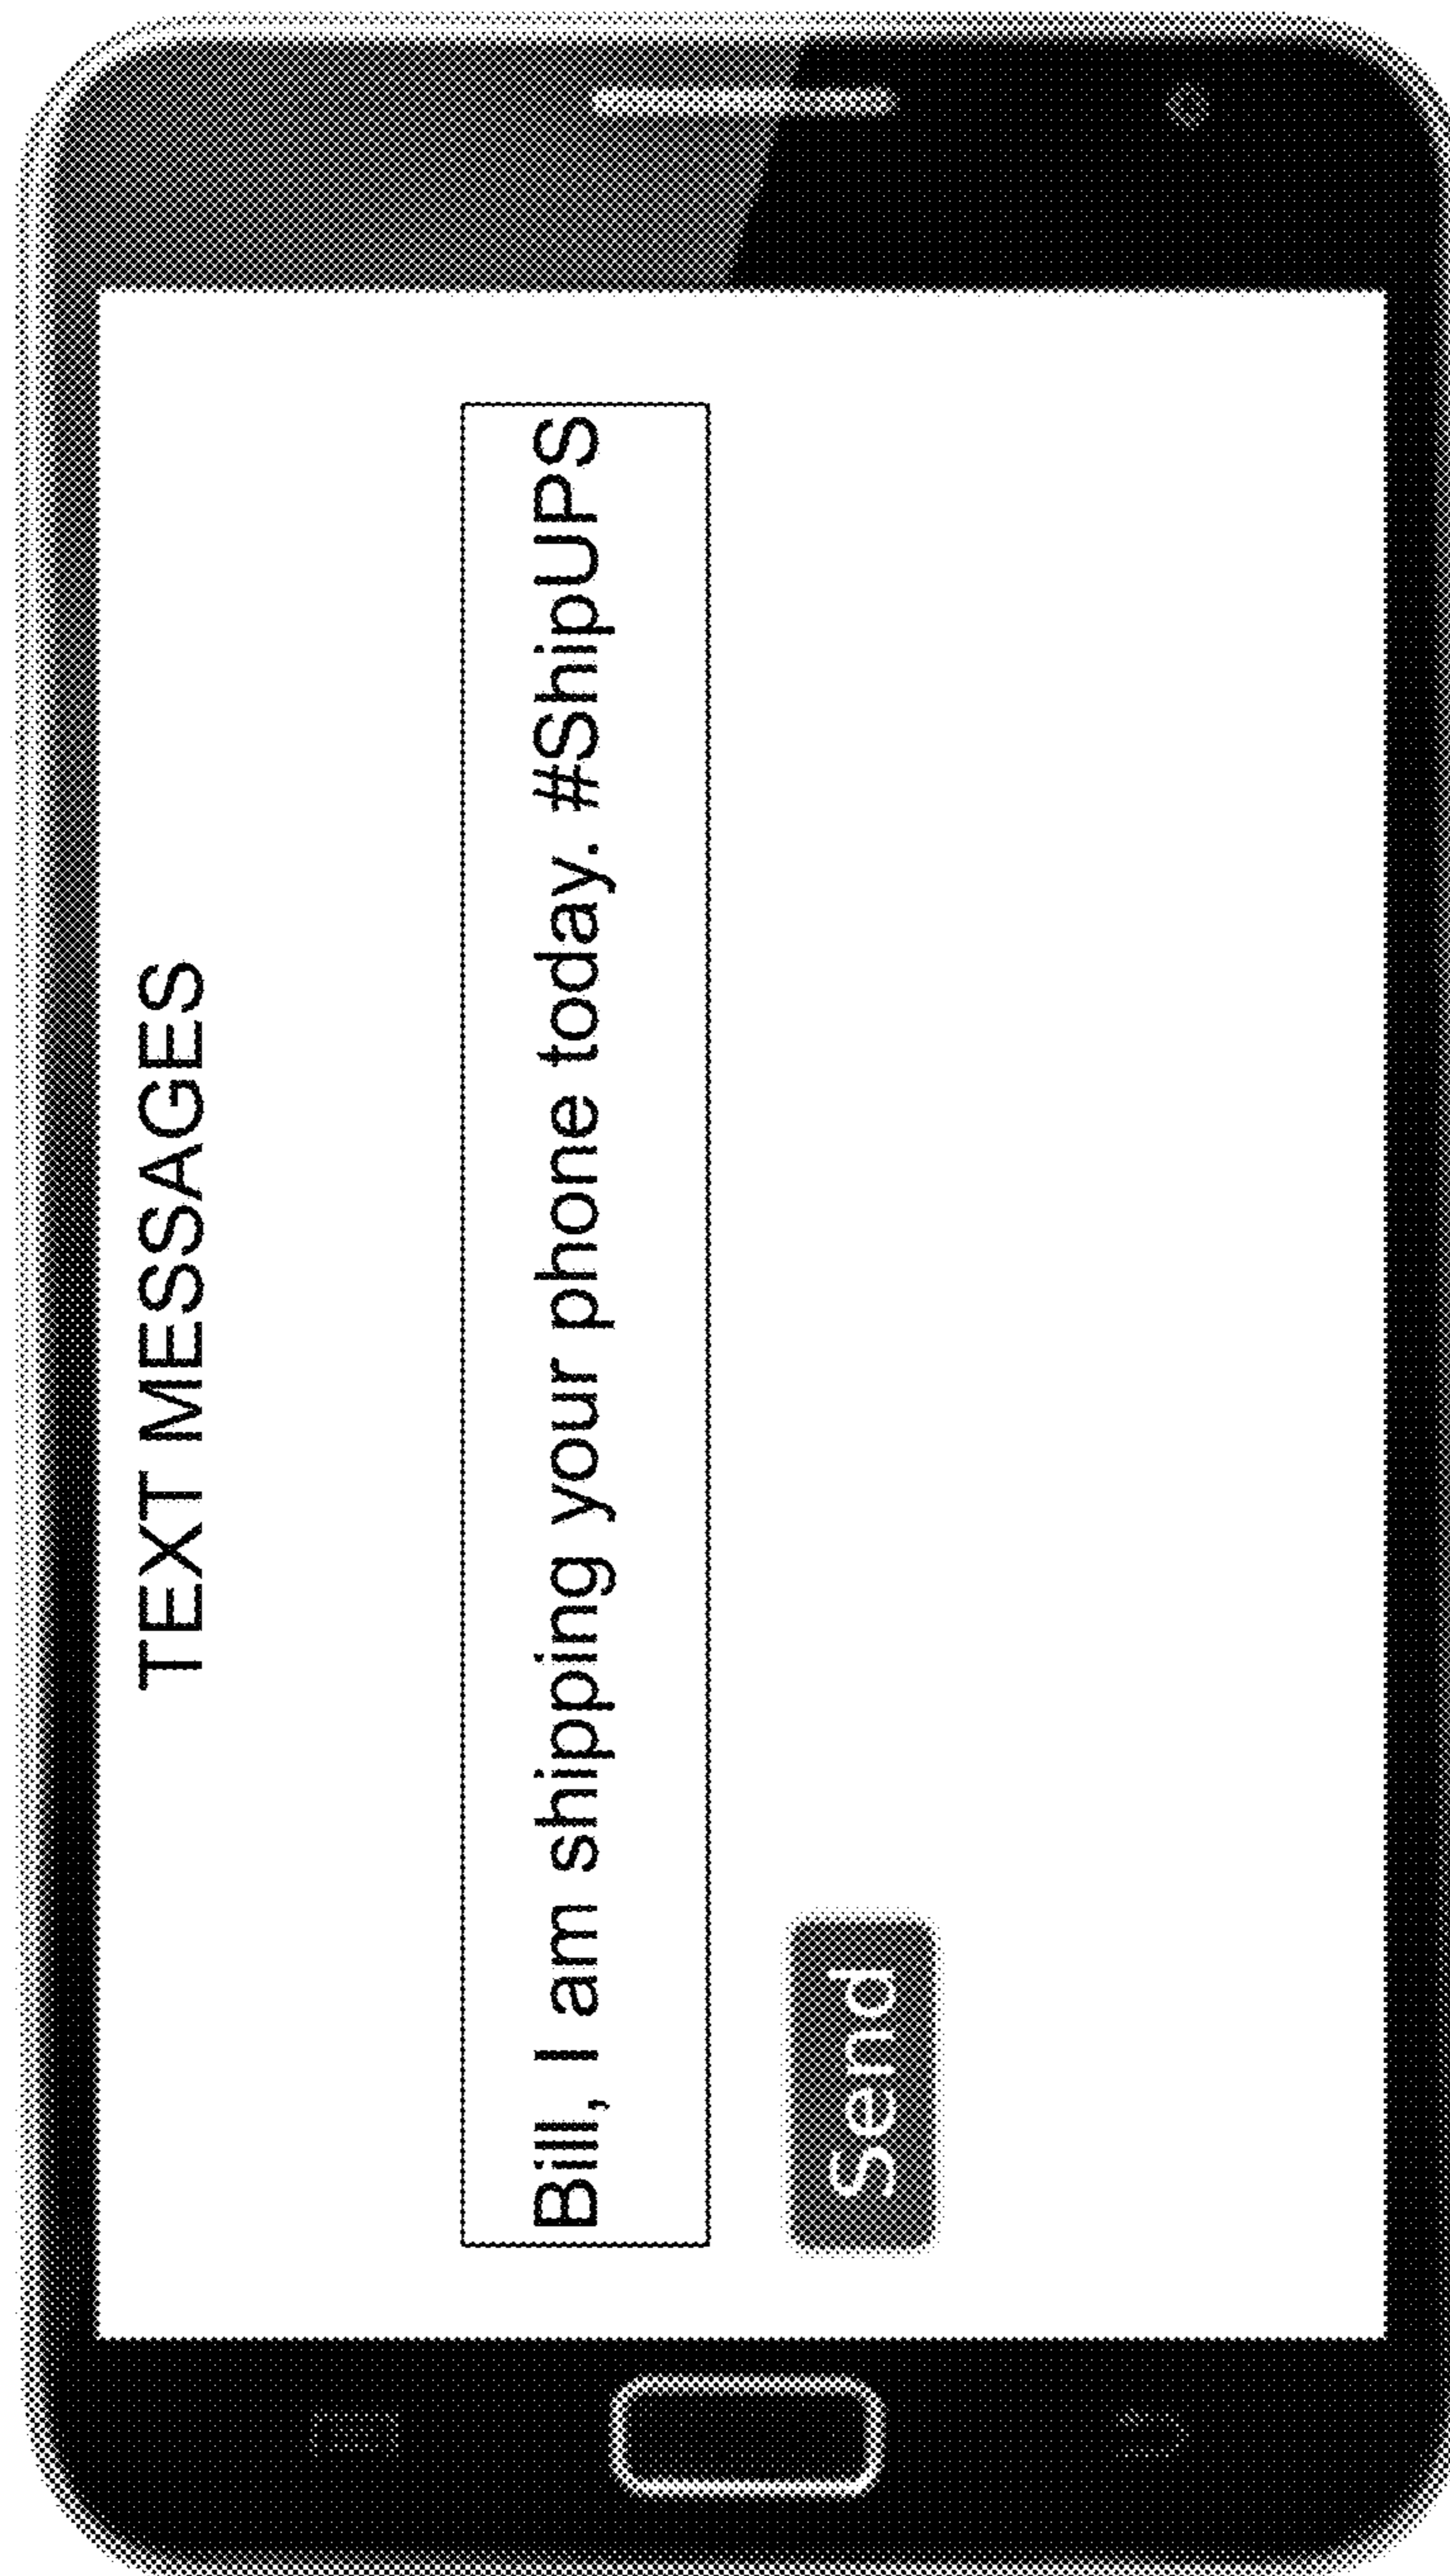 TEXT MESSAGES
Bill, I am shipping your phone today. #ShipUPS
Send